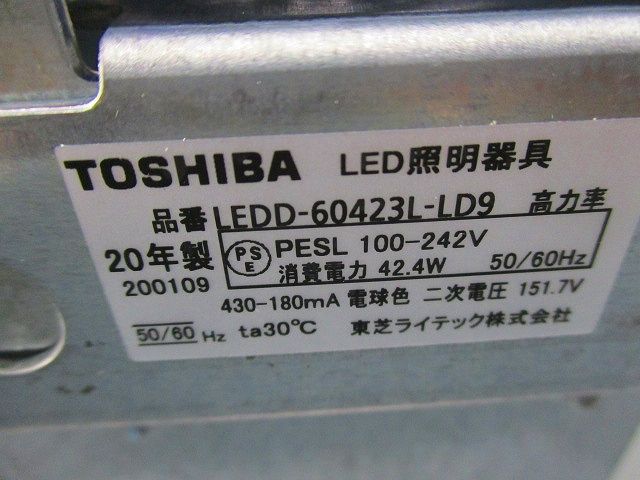 TOSHIBA LED照明器具
品番 LEDD-60423L-LD9 高力率
20年製 PSE PESL 100-242V
200109 消費電力 42.4W 50/60Hz
430-180mA 電球色 二次電圧 151.7V
50/60 Hz ta30℃ 東芝ライテック株式会社